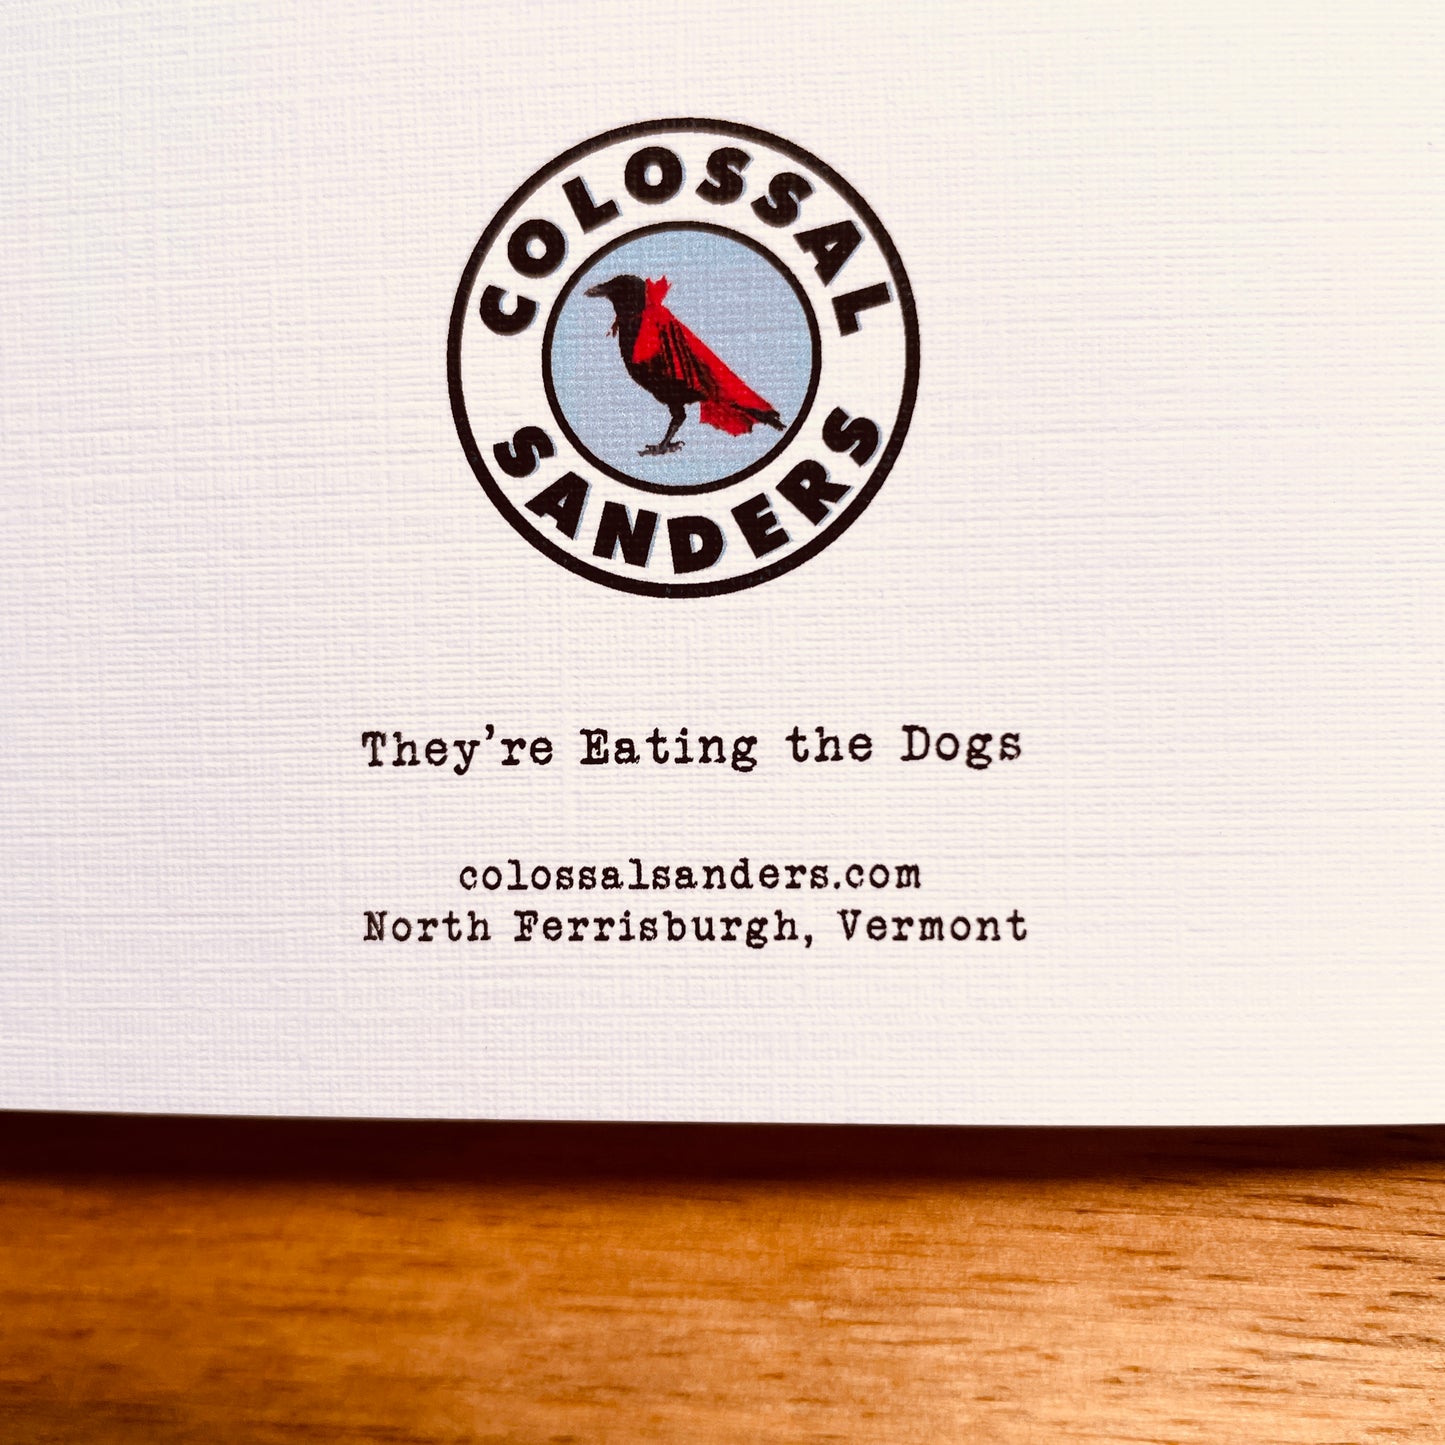 COLOSSAL
SANDERS
They're Eating the Dogs
colossalsanders.com
North Ferrisburgh, Vermont